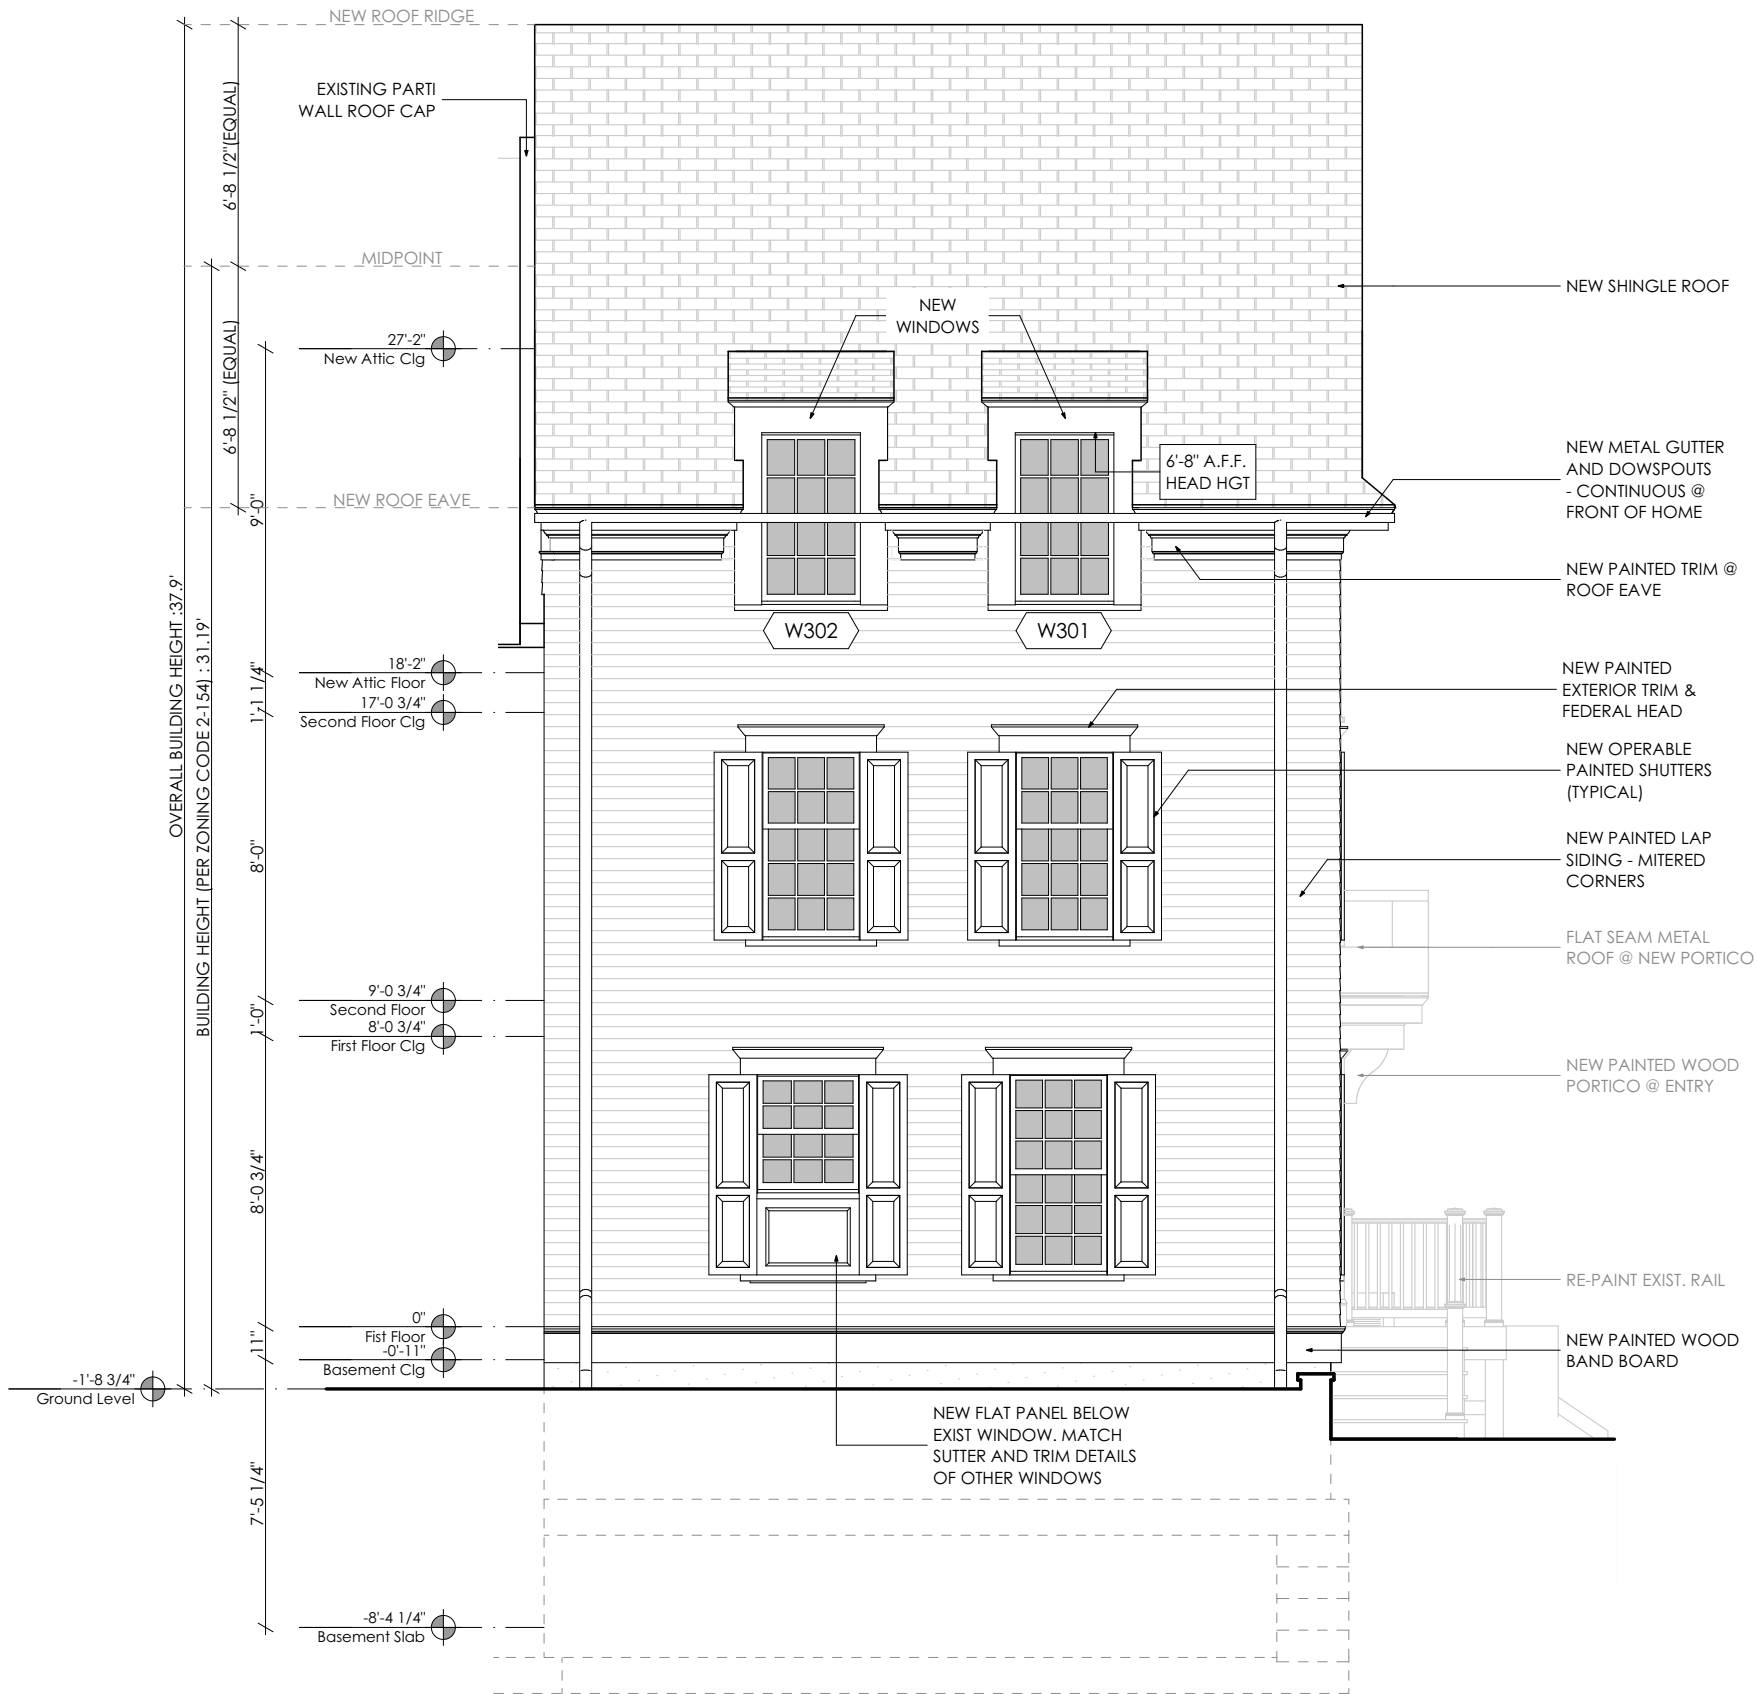 NEW ROOF RIDGE
EXISTING PARTI
WALL ROOF CAP
6'-8 1/2"(EQUAL)
MIDPOINT
NEW SHINGLE ROOF
NEW
WINDOWS
27'-2"
New Attic Clg
6'-8 1/2" (EQUAL)
6'-8" A.F.F.
HEAD HGT
NEW METAL GUTTER
AND DOWSPOUTS
- CONTINUOUS @
FRONT OF HOME
NEW ROOF EAVE
9'-0"
NEW PAINTED TRIM @
ROOF EAVE
W302
W301
OVERALL BUILDING HEIGHT :37.9'
BUILDING HEIGHT (PER ZONING CODE 2-154) : 31.19'
18'-2"
New Attic Floor
1'-11 1/4"
17'-0 3/4"
Second Floor Clg
NEW PAINTED
EXTERIOR TRIM &
FEDERAL HEAD
NEW OPERABLE
PAINTED SHUTTERS
(TYPICAL)
8'-0"
NEW PAINTED LAP
SIDING - MITERED
CORNERS
FLAT SEAM METAL
ROOF @ NEW PORTICO
9'-0 3/4"
Second Floor
1'-0"
8'-0 3/4"
First Floor Clg
NEW PAINTED WOOD
PORTICO @ ENTRY
8'-0 3/4"
RE-PAINT EXIST. RAIL
0"
Fist Floor
11"
-0'-11"
Basement Clg
NEW PAINTED WOOD
BAND BOARD
-1'-8 3/4"
Ground Level
NEW FLAT PANEL BELOW
EXIST WINDOW. MATCH
SUTTER AND TRIM DETAILS
OF OTHER WINDOWS
7'-5 1/4"
-8'-4 1/4"
Basement Slab